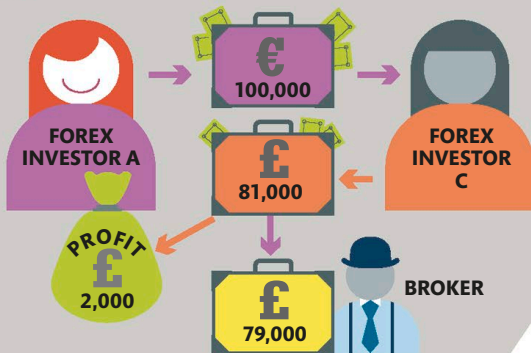 €
100,000
FOREX
INVESTOR A
FOREX
INVESTOR
C
£
81,000
PROFIT
£
2,000
£
79,000
BROKER